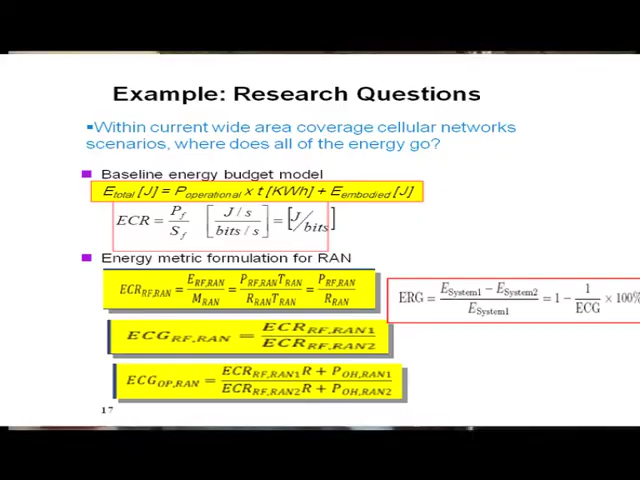 Example: Research Questions
▪Within current wide area coverage cellular networks
scenarios, where does all of the energy go?
■ Baseline energy budget model
E_total [J] = P_operational x t [KWh] + E_embodied [J]
ECR = P_f / S_f [ J / s / bits / s ] = [ J / bits ]
■ Energy metric formulation for RAN
ECR_RF,RAN = E_RF,RAN / M_RAN = P_RF,RAN T_RAN / R_RAN T_RAN = P_RF,RAN / R_RAN
ERG = E_System1 − E_System2 / E_System1 = 1 − 1 / ECG × 100%
ECG_RF,RAN = ECR_RF,RAN1 / ECR_RF,RAN2
ECG_OP,RAN = ECR_RF,RAN1 R + P_OH,RAN1 / ECR_RF,RAN2 R + P_OH,RAN2
17